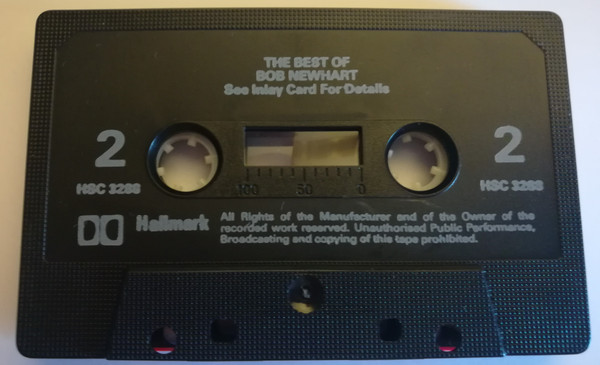 THE BEST OF
BOB NEWHART
See Inlay Card For Details
2 2
HSC 3288 HSC 3288
100 50 0
Hallmark
All Rights of the Manufacturer and of the Owner of the
recorded work reserved. Unauthorised Public Performance,
Broadcasting and copying of this tape prohibited.